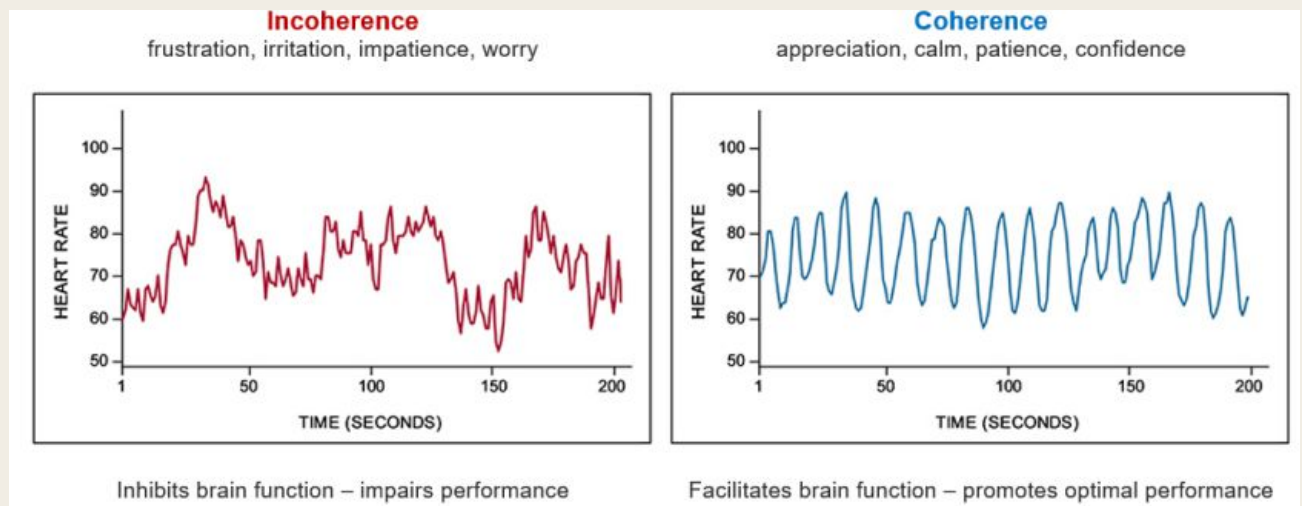 Incoherence
frustration, irritation, impatience, worry
100
90
80
70
60
50
HEART RATE
1 50 100 150 200
TIME (SECONDS)
Inhibits brain function – impairs performance
Coherence
appreciation, calm, patience, confidence
100
90
80
70
60
50
HEART RATE
1 50 100 150 200
TIME (SECONDS)
Facilitates brain function – promotes optimal performance